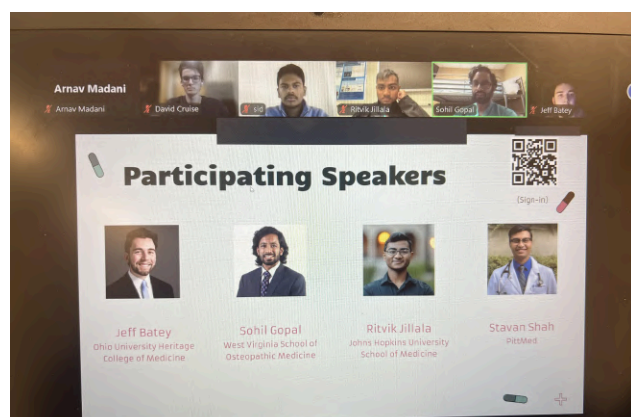 Arnav Madani
Arnav Madani
David Cruise
sid
Ritvik Jillala
Sohil Gopal
Jeff Batey
Participating Speakers
(Sign-in)
Jeff Batey
Ohio University Heritage
College of Medicine
Sohil Gopal
West Virginia School of
Osteopathic Medicine
Ritvik Jillala
Johns Hopkins University
School of Medicine
Stavan Shah
PittMed